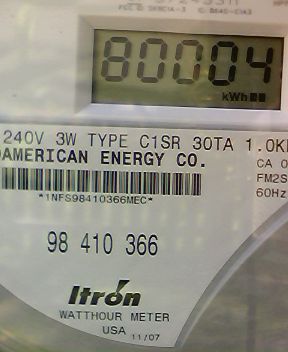 80004
kWh
240V 3W TYPE C1SR 30TA 1.0K
AMERICAN ENERGY CO.
CA 0
*1NFS98410366MEC*
FM2S
60Hz
98 410 366
Itron
WATTHOUR METER
USA 11/07